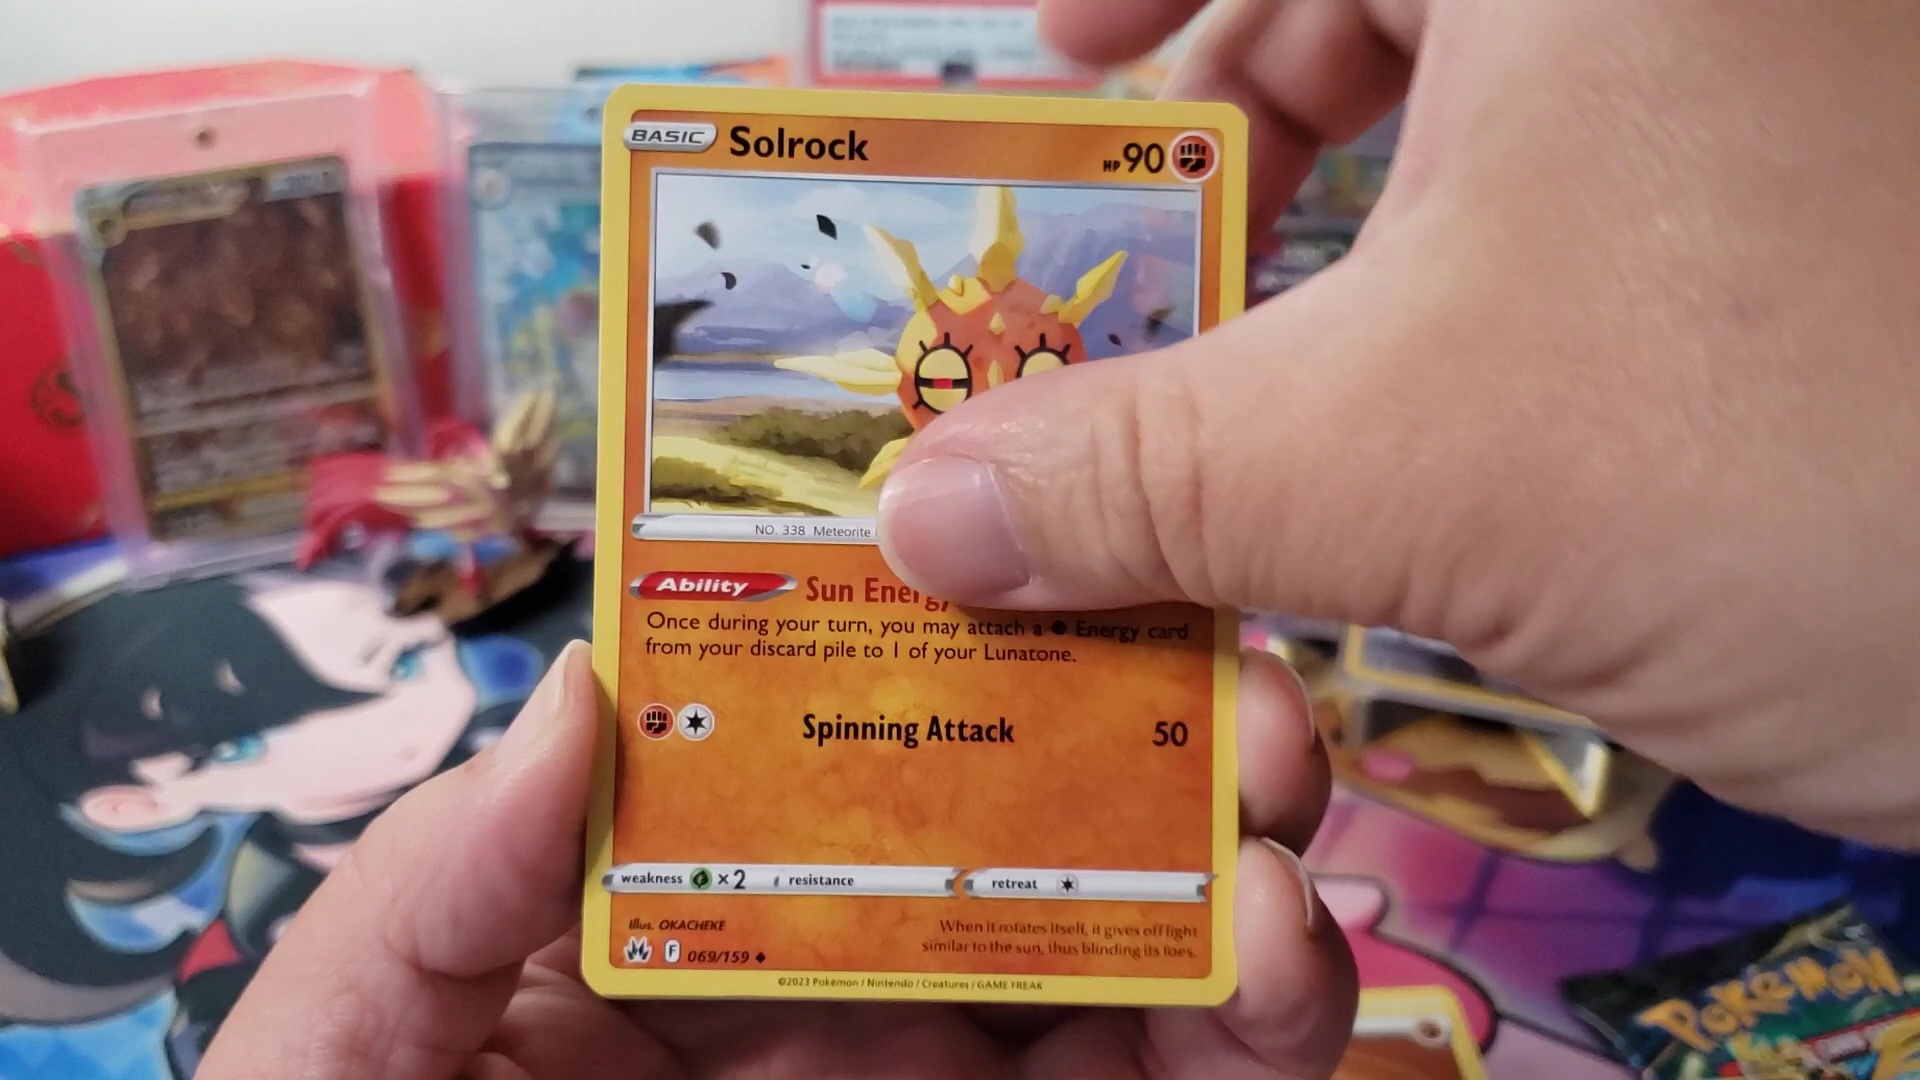 BASIC Solrock HP 90
NO. 338 Meteorite
Ability Sun Energy
Once during your turn, you may attach a Energy card
from your discard pile to 1 of your Lunatone.
Spinning Attack 50
weakness ×2 resistance retreat
Illus. OKACHEKE
When it rotates itself, it gives off light
similar to the sun, thus blinding its foes.
F 069/159
©2023 Pokémon / Nintendo / Creatures / GAME FREAK
POKÉMON